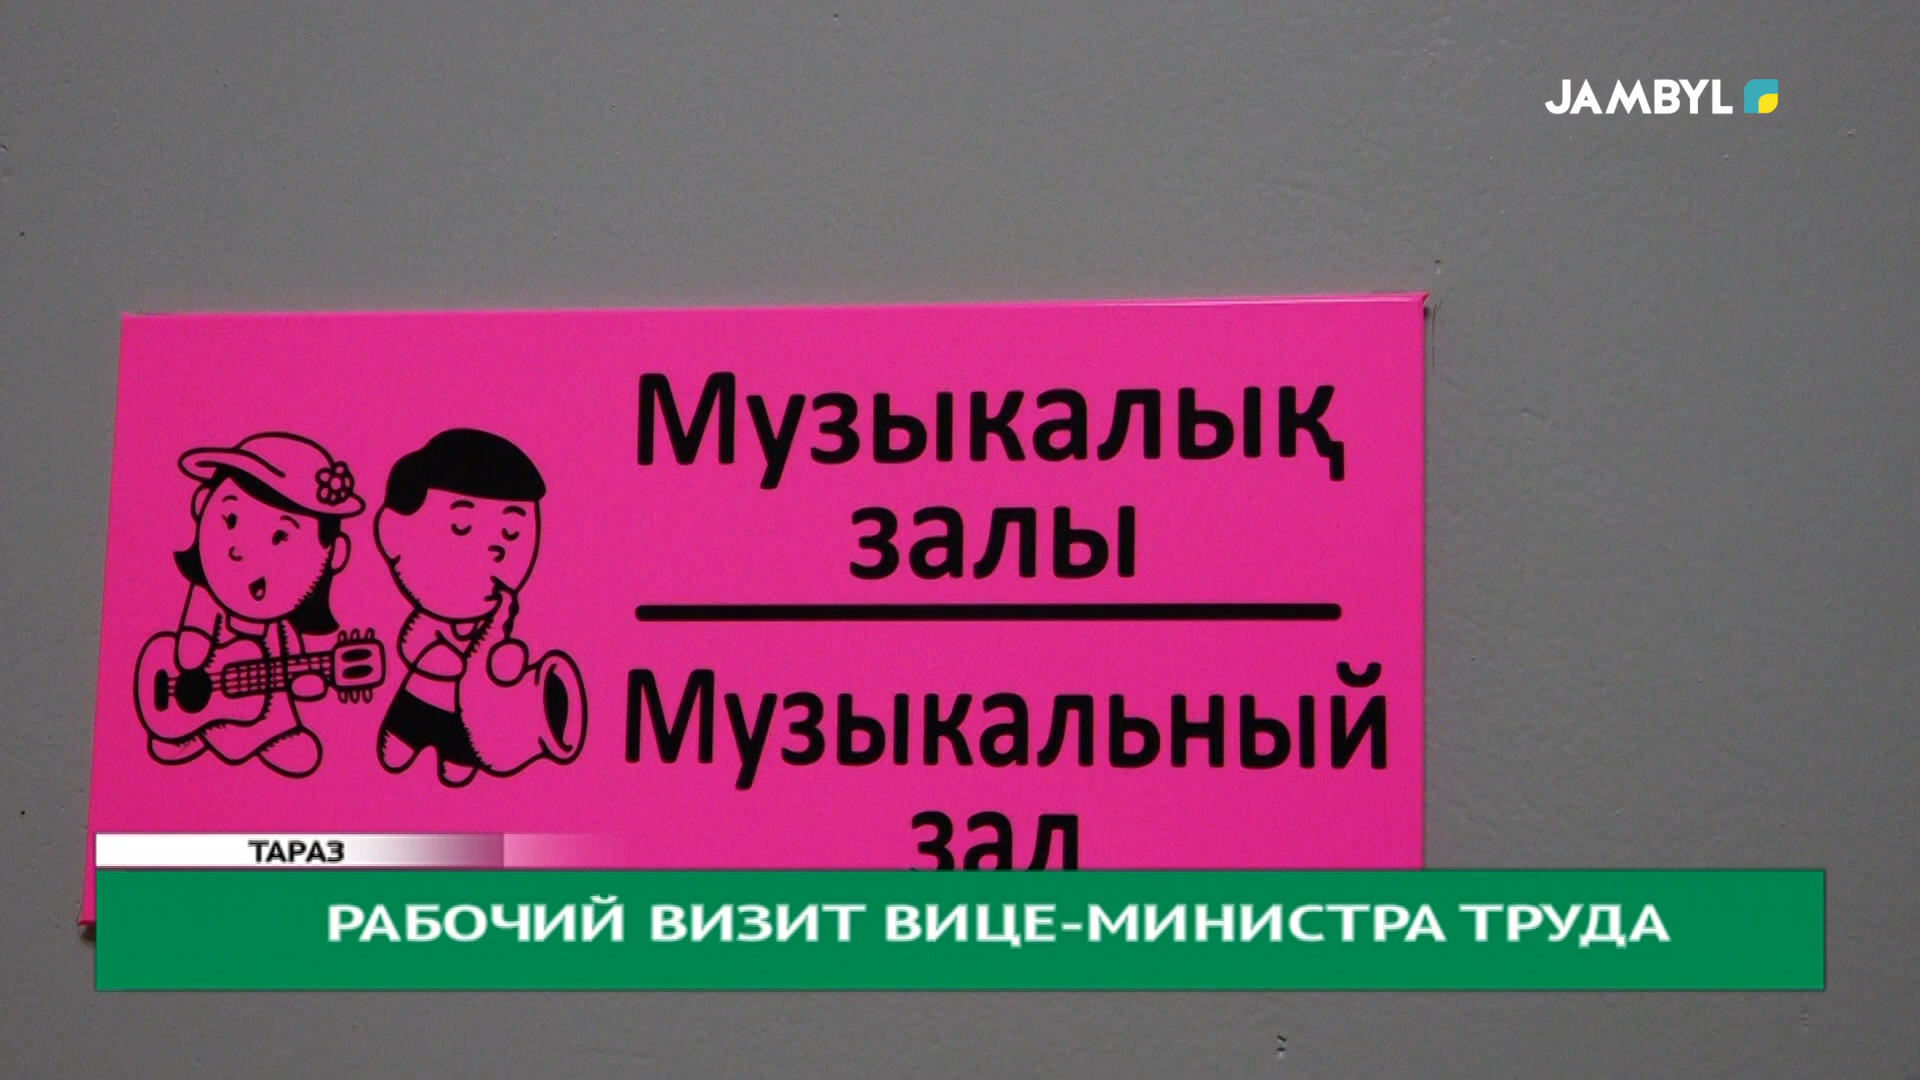 JAMBYL
Музыкалық
залы
Музыкальный
зал
ТАРАЗ
РАБОЧИЙ ВИЗИТ ВИЦЕ-МИНИСТРА ТРУДА